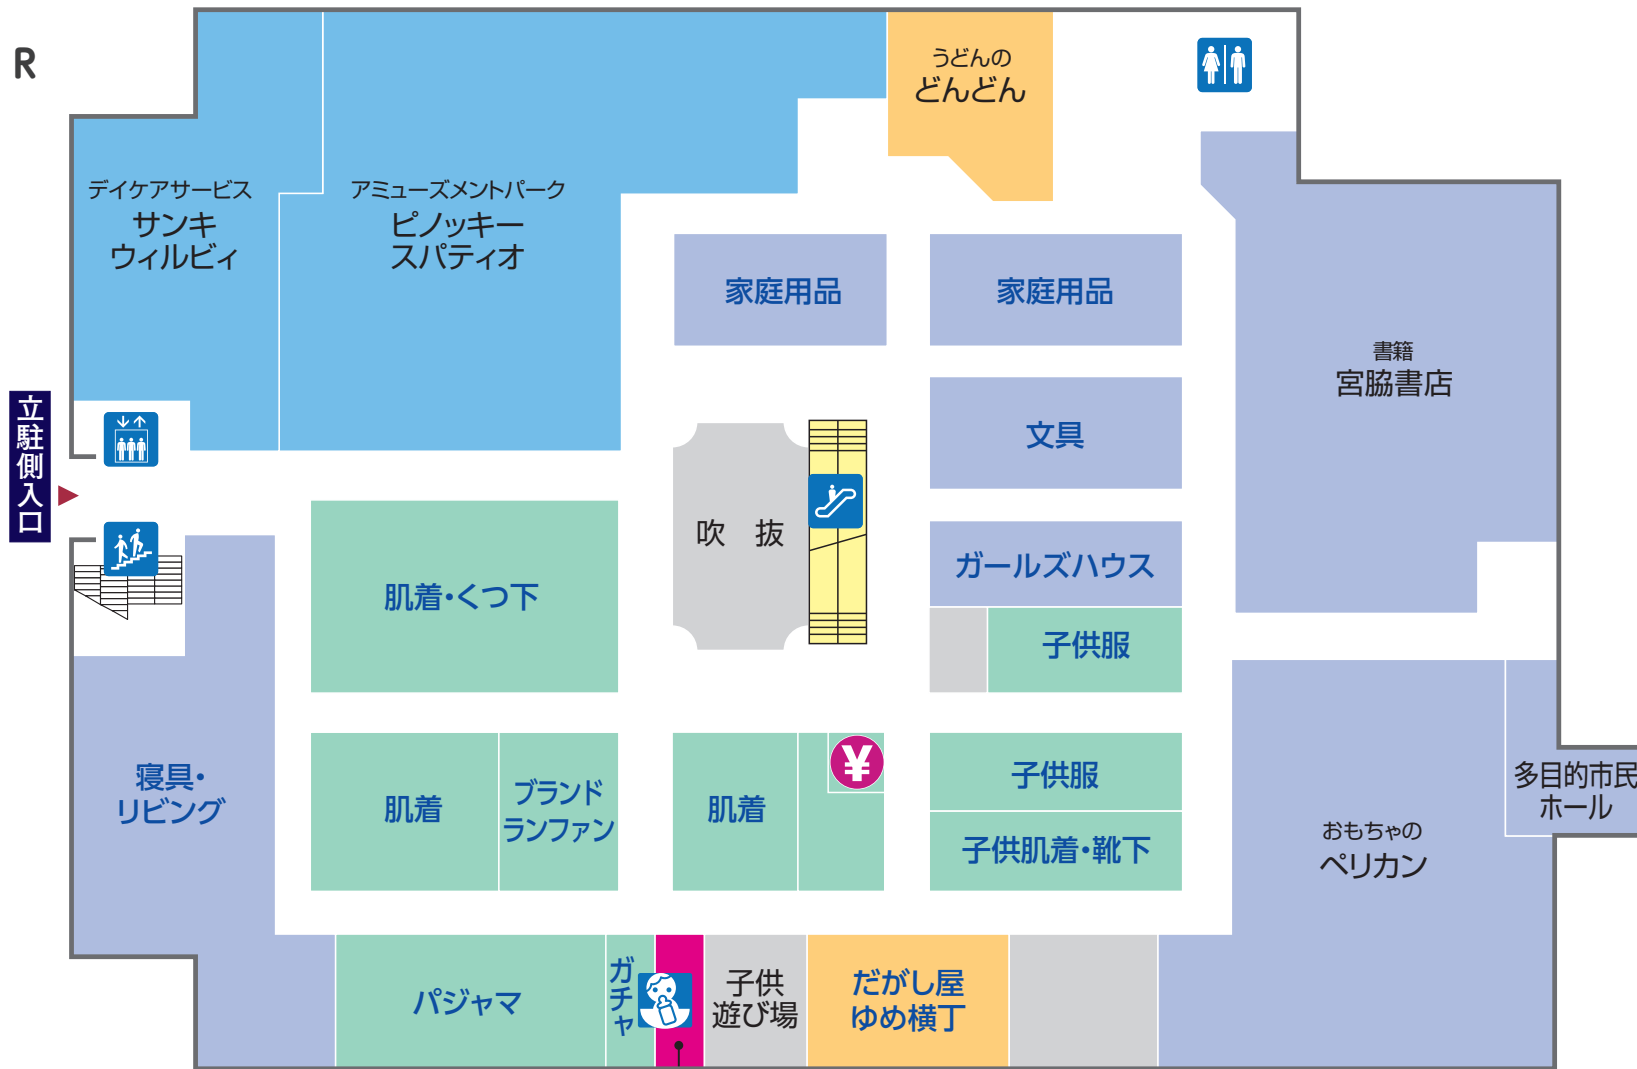 R
うどんの
どんどん
デイケアサービス
サンキ
ウィルビィ
アミューズメントパーク
ピノッキー
スパティオ
家庭用品
家庭用品
書籍
宮脇書店
立駐側入口
文具
吹 抜
ガールズハウス
肌着・くつ下
子供服
寝具・
リビング
肌着
ブランド
ランファン
肌着
¥
子供服
子供肌着・靴下
多目的市民
ホール
おもちゃの
ペリカン
パジャマ
ガチャ
子供
遊び場
だがし屋
ゆめ横丁